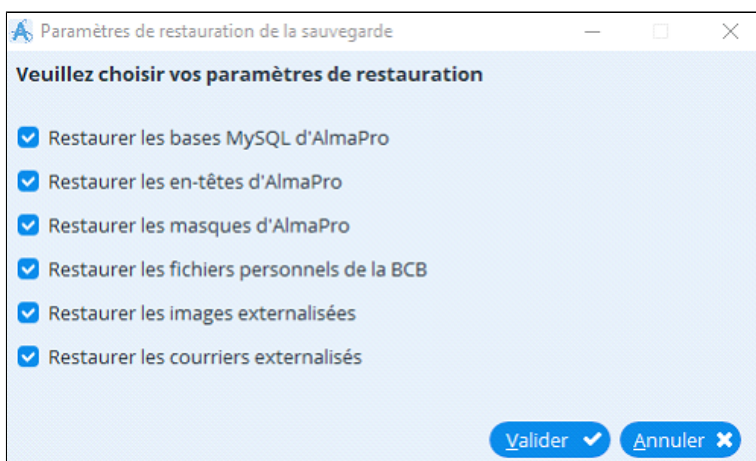 Paramètres de restauration de la sauvegarde
Veuillez choisir vos paramètres de restauration
Restaurer les bases MySQL d'AlmaPro
Restaurer les en-têtes d'AlmaPro
Restaurer les masques d'AlmaPro
Restaurer les fichiers personnels de la BCB
Restaurer les images externalisées
Restaurer les courriers externalisés
Valider Annuler